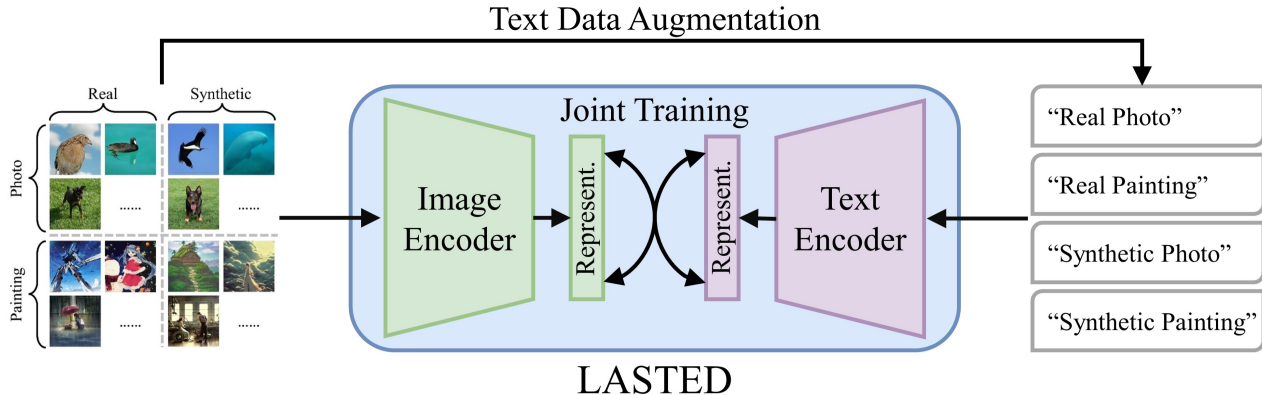 Text Data Augmentation
Real
Synthetic
Photo
......
......
Painting
......
......
Joint Training
Image
Encoder
Represent.
Represent.
Text
Encoder
“Real Photo”
“Real Painting”
“Synthetic Photo”
“Synthetic Painting”
LASTED